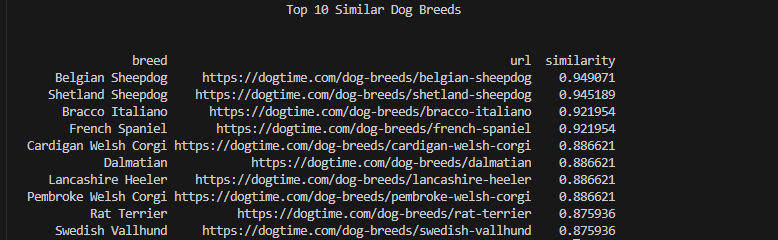 Top 10 Similar Dog Breeds
breed url similarity
Belgian Sheepdog https://dogtime.com/dog-breeds/belgian-sheepdog 0.949071
Shetland Sheepdog https://dogtime.com/dog-breeds/shetland-sheepdog 0.945189
Bracco Italiano https://dogtime.com/dog-breeds/bracco-italiano 0.921954
French Spaniel https://dogtime.com/dog-breeds/french-spaniel 0.921954
Cardigan Welsh Corgi https://dogtime.com/dog-breeds/cardigan-welsh-corgi 0.886621
Dalmatian https://dogtime.com/dog-breeds/dalmatian 0.886621
Lancashire Heeler https://dogtime.com/dog-breeds/lancashire-heeler 0.886621
Pembroke Welsh Corgi https://dogtime.com/dog-breeds/pembroke-welsh-corgi 0.886621
Rat Terrier https://dogtime.com/dog-breeds/rat-terrier 0.875936
Swedish Vallhund https://dogtime.com/dog-breeds/swedish-vallhund 0.875936